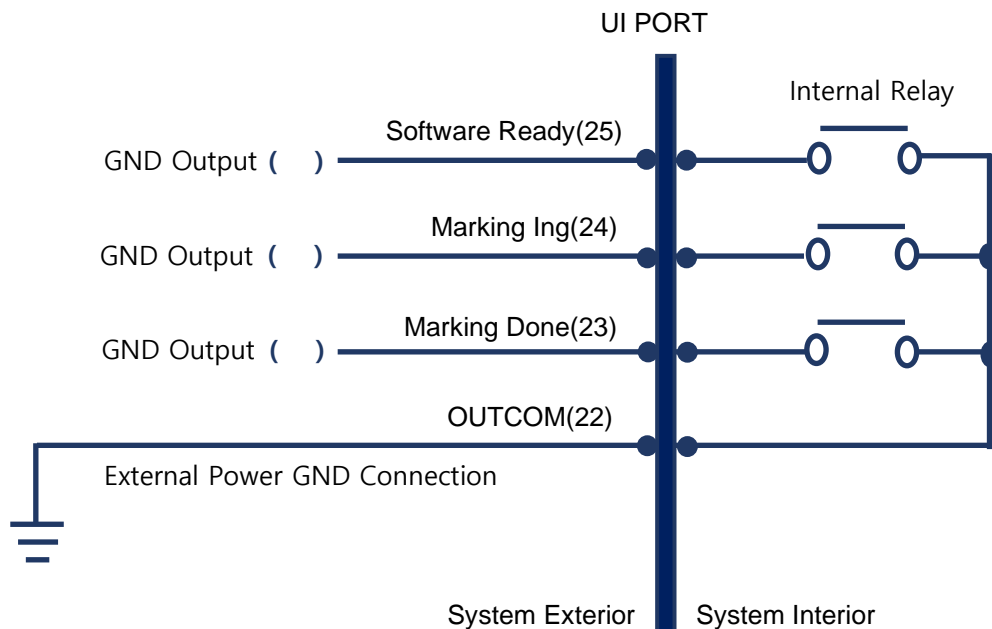 UI PORT
Internal Relay
Software Ready(25)
GND Output ( )
Marking Ing(24)
GND Output ( )
Marking Done(23)
GND Output ( )
OUTCOM(22)
External Power GND Connection
System Exterior
System Interior